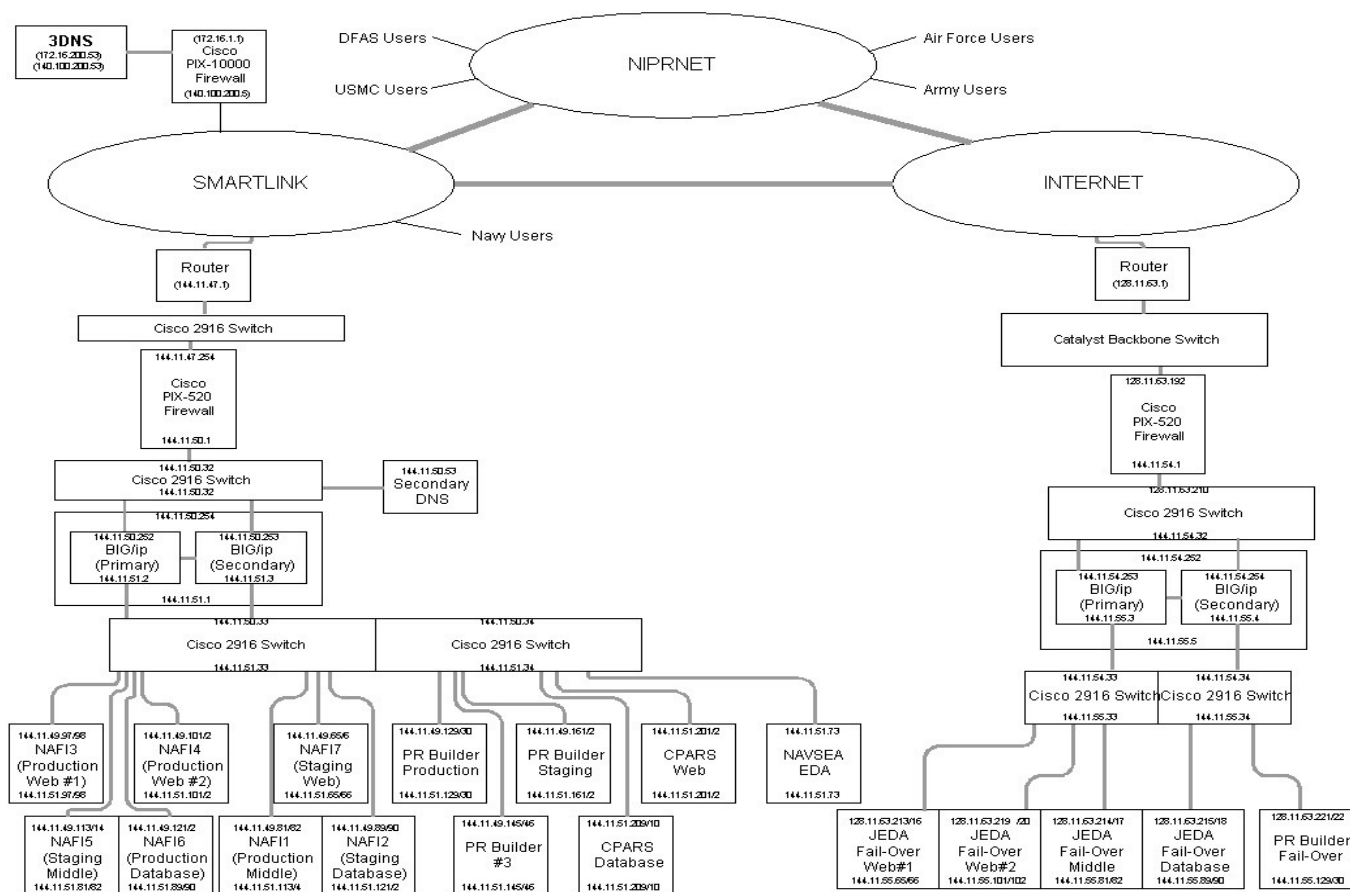 3DNS
(172.16.200.53)
(140.100.200.53)
(172.16.1.1)
Cisco
PIX-10000
Firewall
(140.100.200.5)
DFAS Users
USMC Users
NIPRNET
Air Force Users
Army Users
SMARTLINK
Navy Users
INTERNET
Router
(144.11.47.1)
Cisco 2916 Switch
144.11.47.254
Cisco
PIX-520
Firewall
144.11.50.1
144.11.50.32
Cisco 2916 Switch
144.11.50.32
144.11.50.53
Secondary
DNS
144.11.50.254
144.11.50.252
BIG/ip
(Primary)
144.11.51.2
144.11.50.253
BIG/ip
(Secondary)
144.11.51.3
144.11.51.1
144.11.50.33
Cisco 2916 Switch
144.11.51.33
144.11.50.34
Cisco 2916 Switch
144.11.51.34
144.11.49.97/98
NAFI3
(Production
Web #1)
144.11.51.97/98
144.11.49.101/2
NAFI4
(Production
Web #2)
144.11.51.101/2
144.11.49.65/6
NAFI7
(Staging
Web)
144.11.51.65/66
144.11.49.129/30
PR Builder
Production
144.11.51.129/30
144.11.49.161/2
PR Builder
Staging
144.11.51.161/2
144.11.51.201/2
CPARS
Web
144.11.51.201/2
144.11.51.73
NAVSEA
EDA
144.11.51.73
144.11.49.113/14
NAFI5
(Staging
Middle)
144.11.51.81/82
144.11.49.121/2
NAFI6
(Production
Database)
144.11.51.89/90
144.11.49.81/82
NAFI1
(Production
Middle)
144.11.51.113/4
144.11.49.89/90
NAFI2
(Staging
Database)
144.11.51.121/2
144.11.49.145/46
PR Builder
#3
144.11.51.145/46
144.11.51.209/10
CPARS
Database
144.11.51.209/10
Router
(128.11.63.1)
Catalyst Backbone Switch
128.11.63.192
Cisco
PIX-520
Firewall
144.11.54.1
128.11.63.210
Cisco 2916 Switch
144.11.54.32
144.11.54.252
144.11.54.253
BIG/ip
(Primary)
144.11.55.3
144.11.54.254
BIG/ip
(Secondary)
144.11.55.4
144.11.55.5
144.11.54.33
Cisco 2916 Switch
144.11.55.33
144.11.54.34
Cisco 2916 Switch
144.11.55.34
128.11.63.213/16
JEDA
Fail-Over
Web#1
144.11.55.65/66
128.11.63.219 /20
JEDA
Fail-Over
Web#2
144.11.55.101/102
128.11.63.214/17
JEDA
Fail-Over
Middle
144.11.55.81/82
128.11.63.215/18
JEDA
Fail-Over
Database
144.11.55.89/90
128.11.63.221/22
PR Builder
Fail-Over
144.11.55.129/30